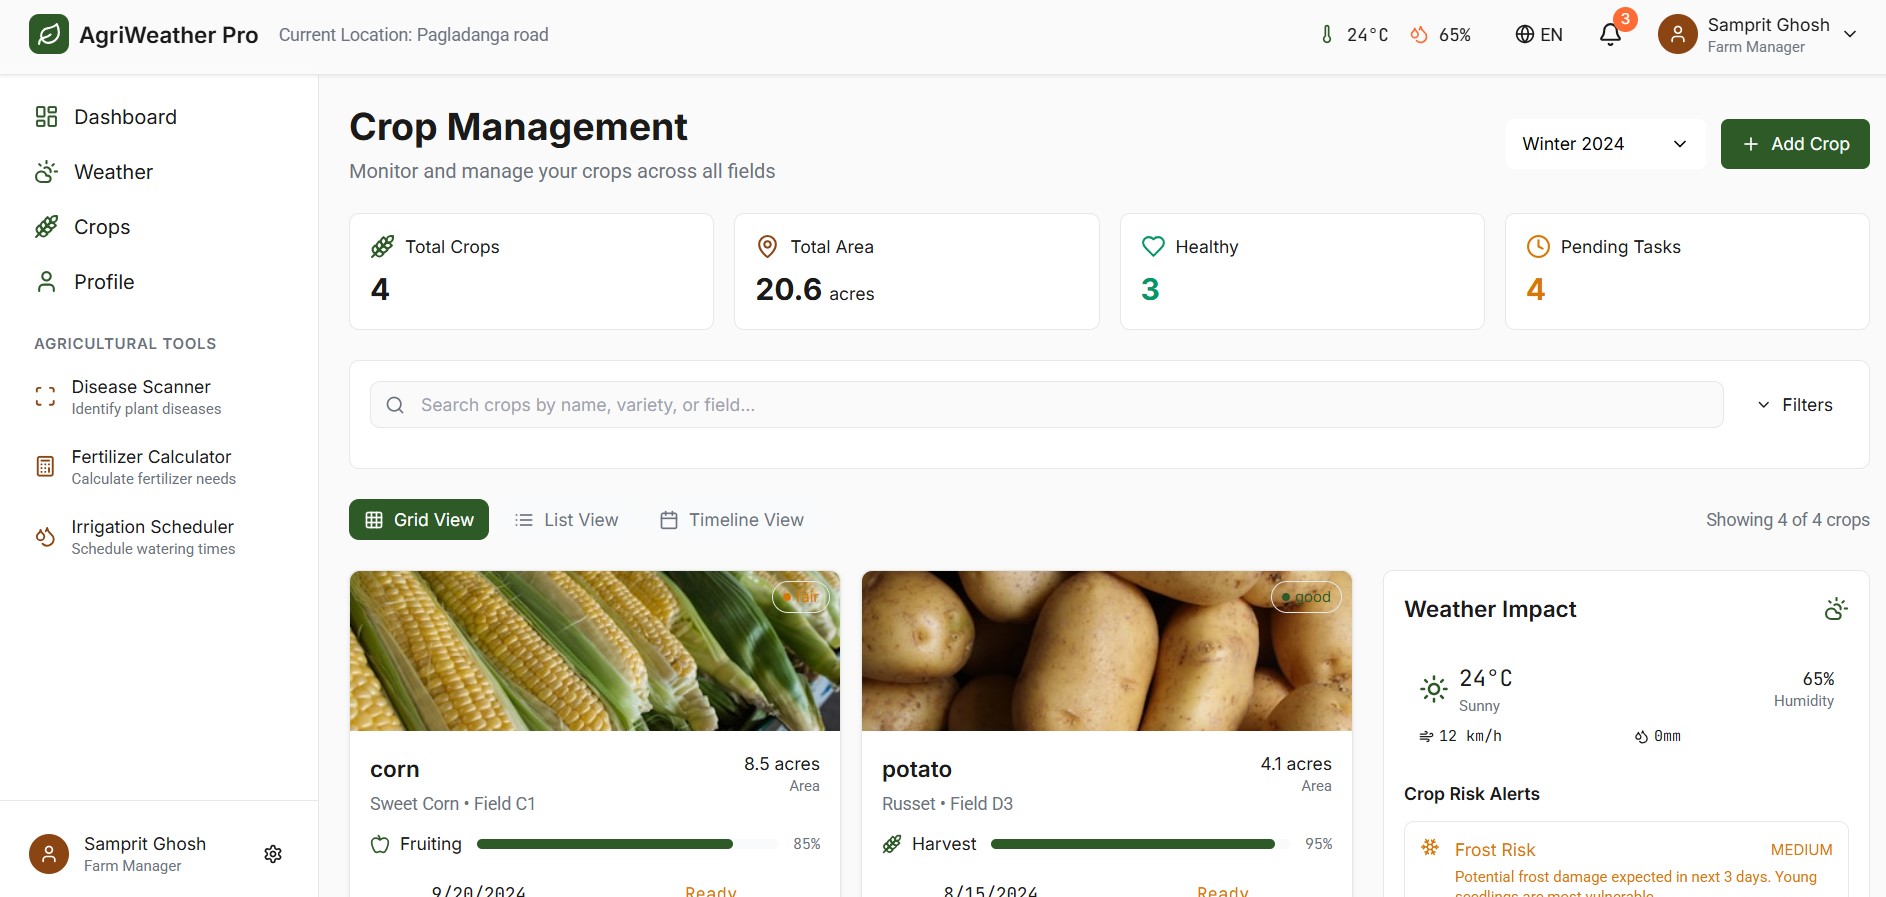 AgriWeather Pro
Current Location: Pagladanga road
24°C
65%
EN
3
Samprit Ghosh
Farm Manager
Dashboard
Weather
Crops
Profile
AGRICULTURAL TOOLS
Disease Scanner
Identify plant diseases
Fertilizer Calculator
Calculate fertilizer needs
Irrigation Scheduler
Schedule watering times
Samprit Ghosh
Farm Manager
Crop Management
Monitor and manage your crops across all fields
Winter 2024
Add Crop
Total Crops
4
Total Area
20.6 acres
Healthy
3
Pending Tasks
4
Search crops by name, variety, or field...
Filters
Grid View
List View
Timeline View
Showing 4 of 4 crops
fair
corn
8.5 acres
Area
Sweet Corn • Field C1
Fruiting
85%
9/20/2024
Ready
good
potato
4.1 acres
Area
Russet • Field D3
Harvest
95%
8/15/2024
Ready
Weather Impact
24°C
Sunny
65%
Humidity
12 km/h
0mm
Crop Risk Alerts
Frost Risk
MEDIUM
Potential frost damage expected in next 3 days. Young
seedlings are most vulnerable.